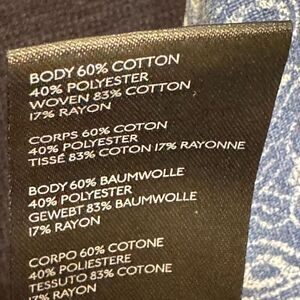 BODY 60% COTTON
40% POLYESTER
WOVEN 83% COTTON
17% RAYON
CORPS 60% COTON
40% POLYESTER
TISSÉ 83% COTON 17% RAYONNE
BODY 60% BAUMWOLLE
40% POLYESTER
GEWEBT 83% BAUMWOLLE
17% RAYON
CORPO 60% COTONE
40% POLIESTERE
TESSUTO 83% COTONE
17% RAYON